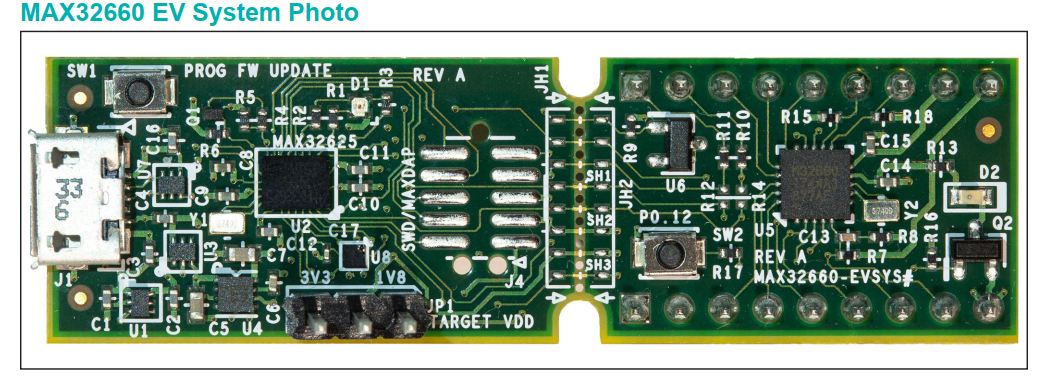 MAX32660 EV System Photo
SW1
PROG FW UPDATE
REV A
JH1
D1
R3
R5
Q1
R4
R2
R1
C16
MAX32625
R6
C8
U7
C11
C4
C9
C10
Y1
U2
SWD/MAXDAP
C17
C12
U8
U3
C7
C3
J1
3V3
1V8
J4
JP1
TARGET VDD
C1
U1
C2
C5
U4
C6
SH1
JH2
SH2
SH3
R9
U6
R11
R10
R15
R18
C15
R13
C14
D2
R12
R14
P0.12
SW2
U5
Y2
C13
R8
R16
Q2
R17
REV A
R7
MAX32660-EVSYS#